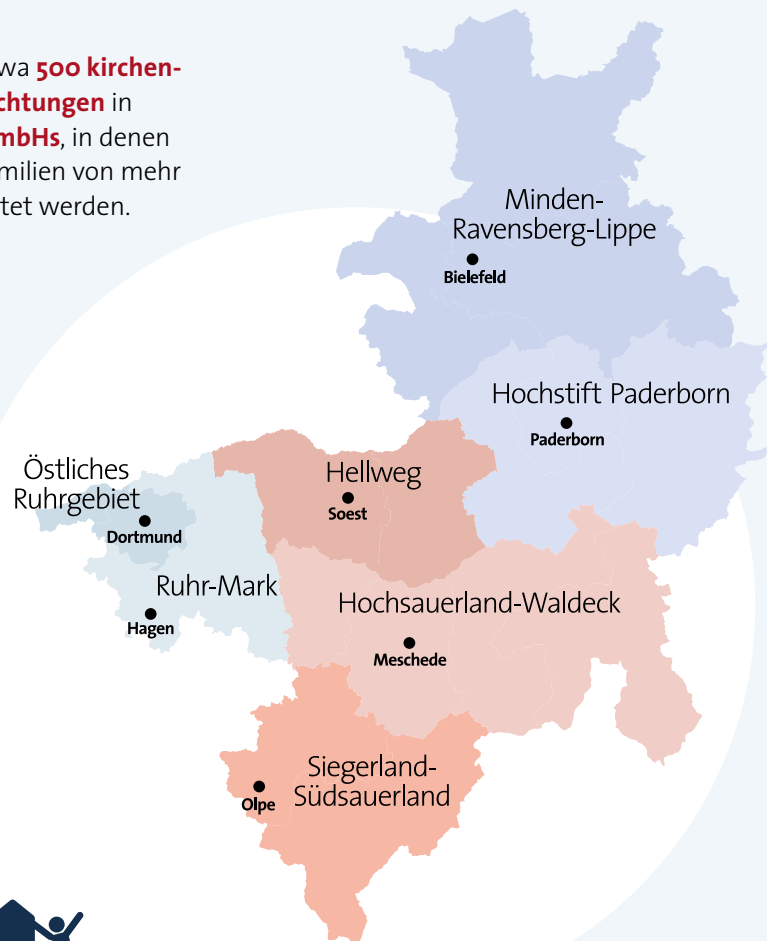 wa 500 kirchen-
chtungen in
mbHs, in denen
milien von mehr
tet werden.
Minden-
Ravensberg-Lippe
Bielefeld
Hochstift Paderborn
Paderborn
Östliches
Ruhrgebiet
Dortmund
Hellweg
Soest
Ruhr-Mark
Hagen
Hochsauerland-Waldeck
Meschede
Siegerland-
Südsauerland
Olpe